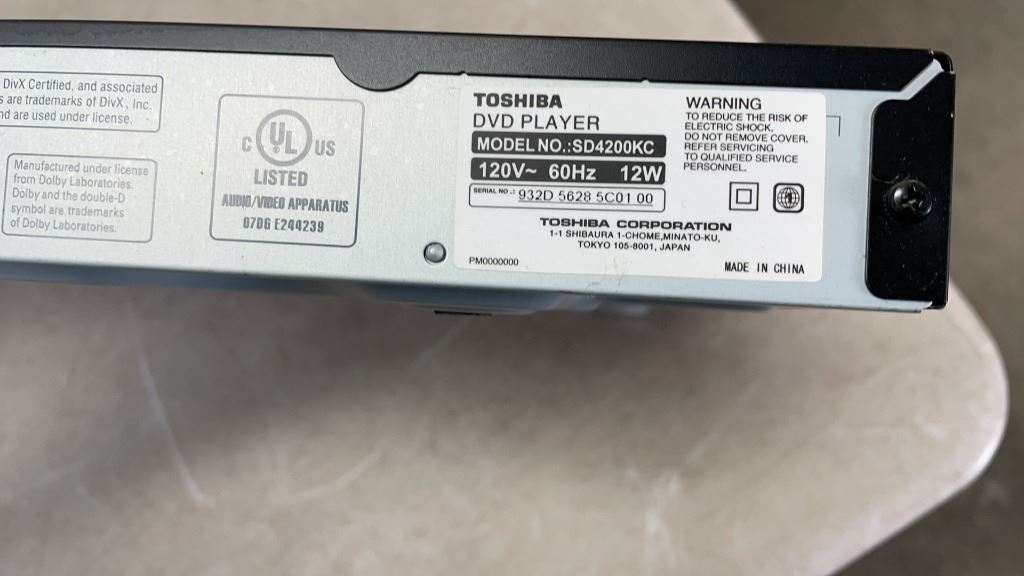 DivX Certified, and associated
are trademarks of DivX, Inc.
and are used under license.
Manufactured under license
from Dolby Laboratories.
Dolby and the double-D
symbol are trademarks
of Dolby Laboratories.
C UL US
LISTED
AUDIO/VIDEO APPARATUS
07D6 E244239
TOSHIBA
DVD PLAYER
MODEL NO.:SD4200KC
120V~ 60Hz 12W
SERIAL NO.: 932D 5628 5C01 00
WARNING
TO REDUCE THE RISK OF
ELECTRIC SHOCK,
DO NOT REMOVE COVER.
REFER SERVICING
TO QUALIFIED SERVICE
PERSONNEL.
TOSHIBA CORPORATION
1-1 SHIBAURA 1-CHOME,MINATO-KU,
TOKYO 105-8001, JAPAN
PM0000000
MADE IN CHINA